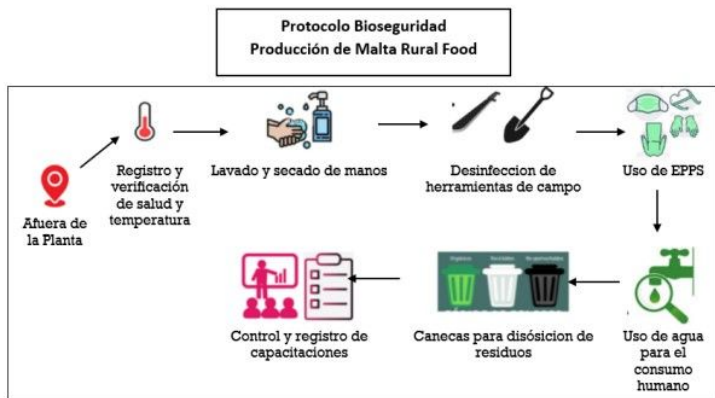 Protocolo Bioseguridad
Producción de Malta Rural Food
Afuera de
la Planta
Registro y
verificación
de salud y
temperatura
Lavado y secado de manos
Desinfeccion de
herramientas de campo
Uso de EPPS
Uso de agua
para el
consumo
humano
Canecas para disósicion de
residuos
Control y registro de
capacitaciones